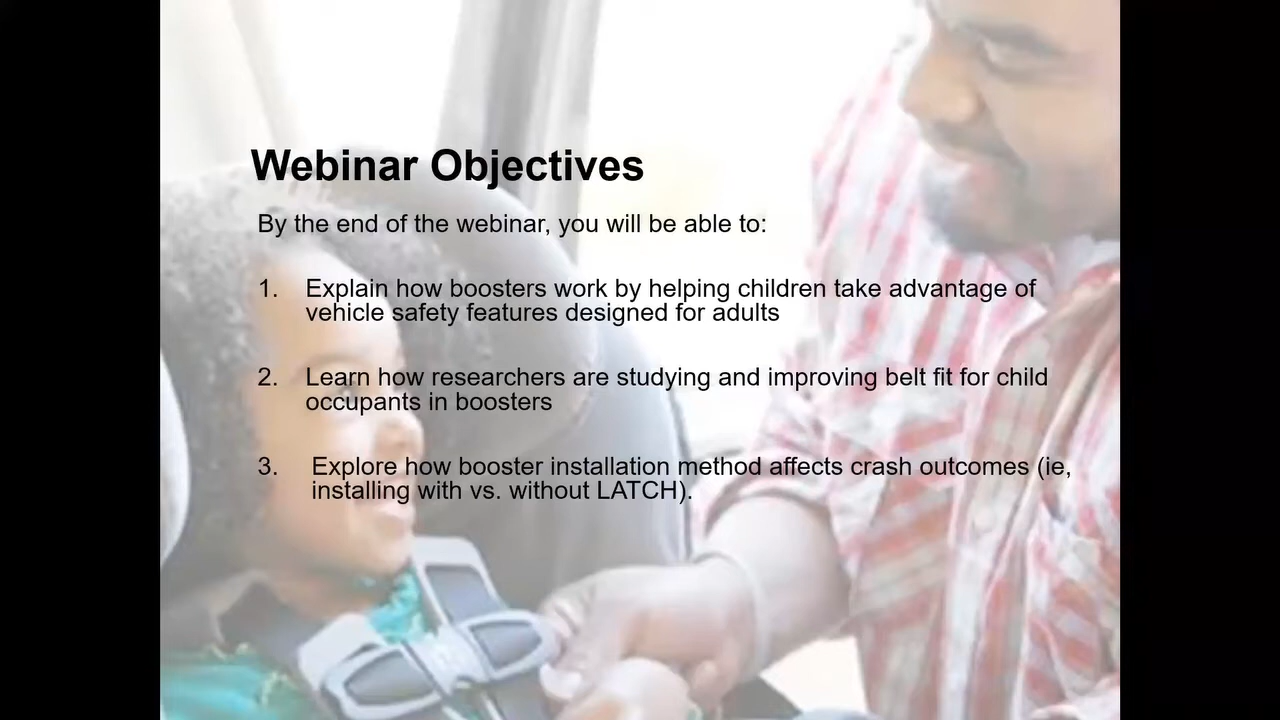 Webinar Objectives
By the end of the webinar, you will be able to:
1. Explain how boosters work by helping children take advantage of
vehicle safety features designed for adults
2. Learn how researchers are studying and improving belt fit for child
occupants in boosters
3. Explore how booster installation method affects crash outcomes (ie,
installing with vs. without LATCH).